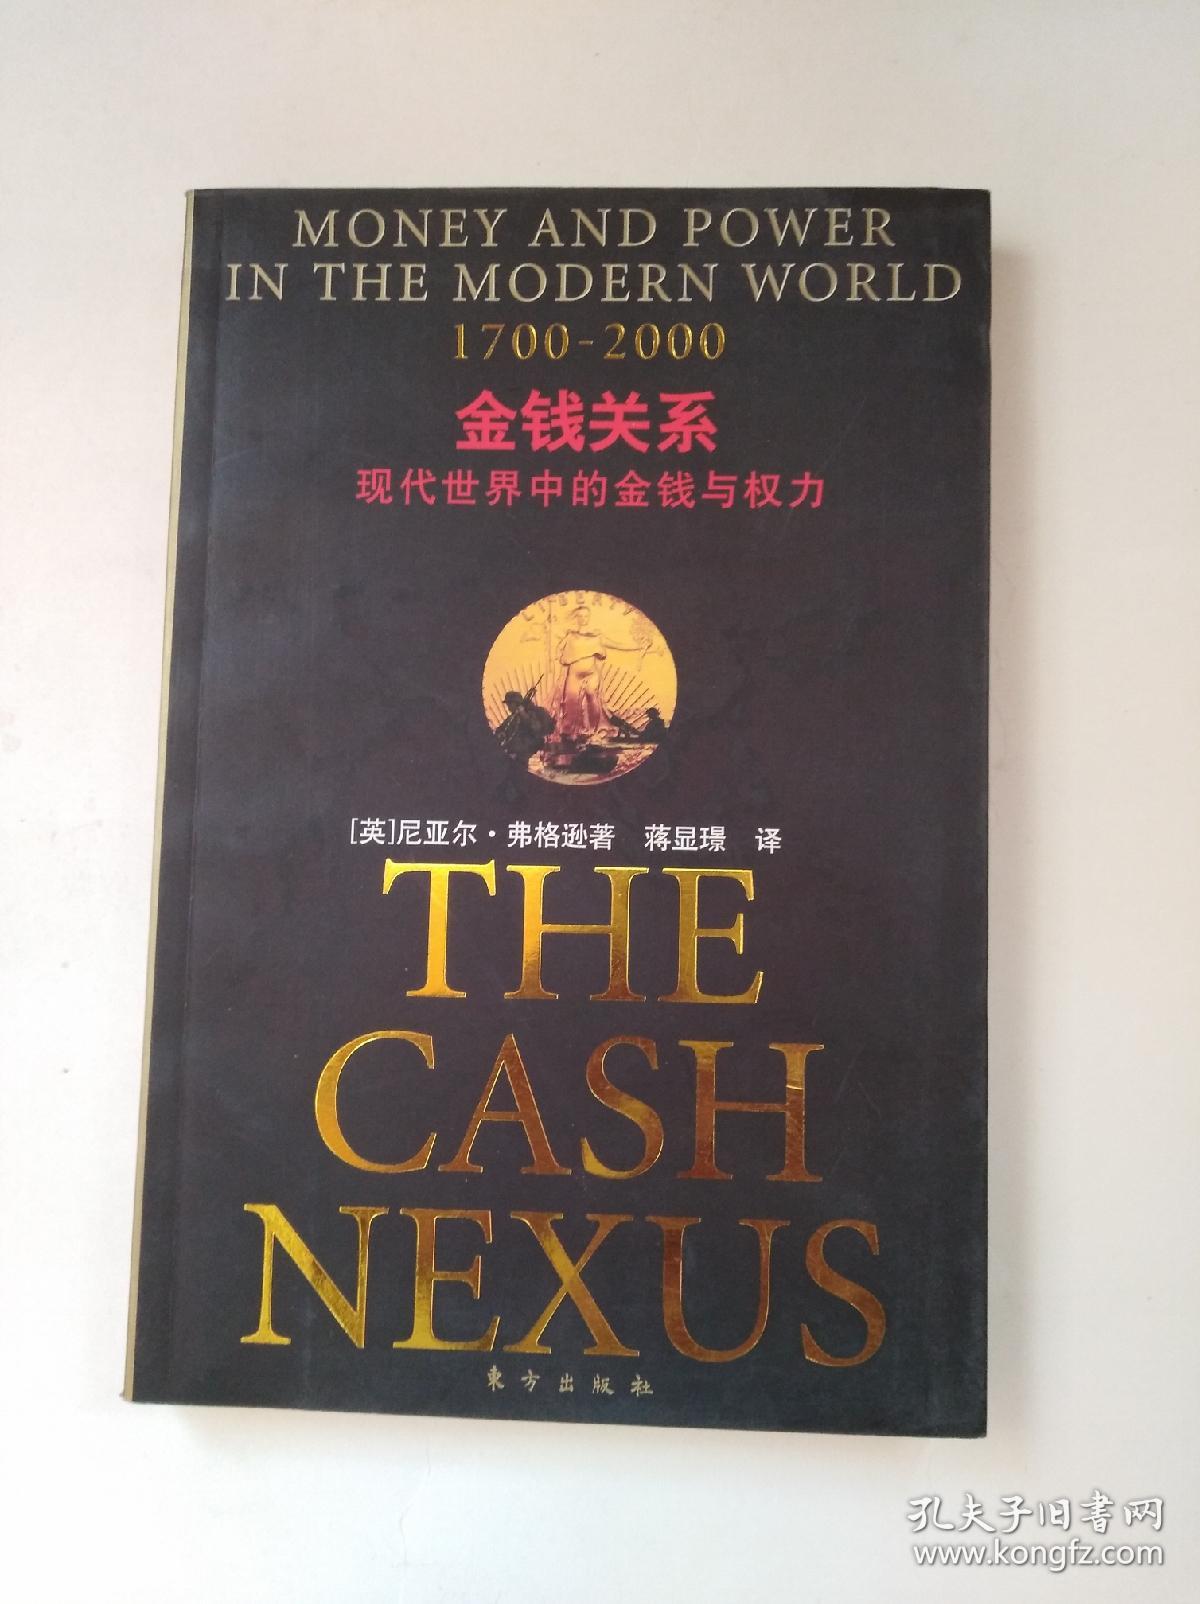 MONEY AND POWER
IN THE MODERN WORLD
1700-2000
金钱关系
现代世界中的金钱与权力
LIBERTY
[英]尼亚尔·弗格逊著 蒋显璟 译
THE
CASH
NEXUS
東方出版社
孔夫子旧书网
www.kongfz.com